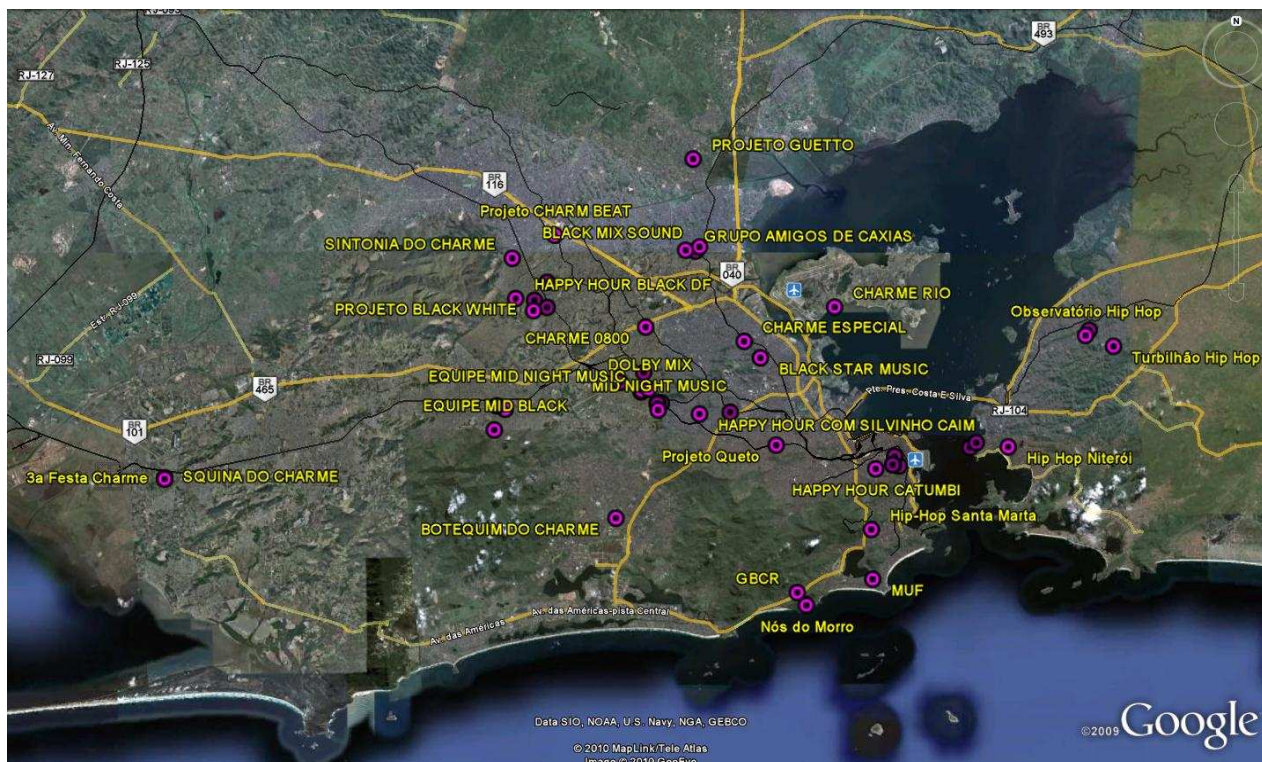 RJ-093
N
BR
493
RJ-125
RJ-127
Av. Min. Fernando Costa
PROJETO GUETTO
BR
116
Projeto CHARM BEAT
BLACK MIX SOUND
GRUPO AMIGOS DE CAXIAS
SINTONIA DO CHARME
BR
040
HAPPY HOUR BLACK DF
Est. RJ-099
PROJETO BLACK WHITE
CHARME RIO
Observatório Hip Hop
CHARME 0800
CHARME ESPECIAL
Turbilhão Hip Hop
RJ-099
DOLBY MIX
BLACK STAR MUSIC
EQUIPE MID NIGHT MUSIC
MID NIGHT MUSIC
BR
465
Pte. Pres. Costa E Silva
EQUIPE MID BLACK
RJ-104
HAPPY HOUR COM SILVINHO CAIM
BR
101
Projeto Queto
Hip Hop Niterói
3a Festa Charme
SQUINA DO CHARME
HAPPY HOUR CATUMBI
Hip-Hop Santa Marta
BOTEQUIM DO CHARME
GBCR
MUF
Av. das Américas-pista Central
Nós do Morro
Av. das Américas
Data SIO, NOAA, U.S. Navy, NGA, GEBCO
©2009 Google
© 2010 MapLink/Tele Atlas
Image © 2010 GeoEye